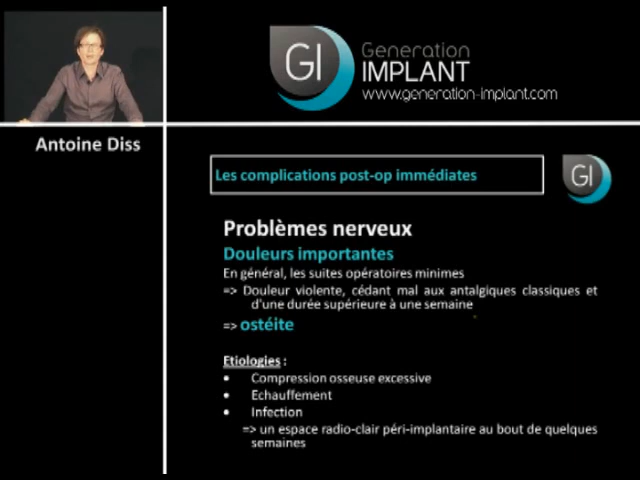 GI
Generation
IMPLANT
www.generation-implant.com
Antoine Diss
Les complications post-op immédiates
GI
Problèmes nerveux
Douleurs importantes
En général, les suites opératoires minimes
=> Douleur violente, cédant mal aux antalgiques classiques et
d'une durée supérieure à une semaine
=> ostéite
Etiologies :
• Compression osseuse excessive
• Echauffement
• Infection
=> un espace radio-clair péri-implantaire au bout de quelques
semaines